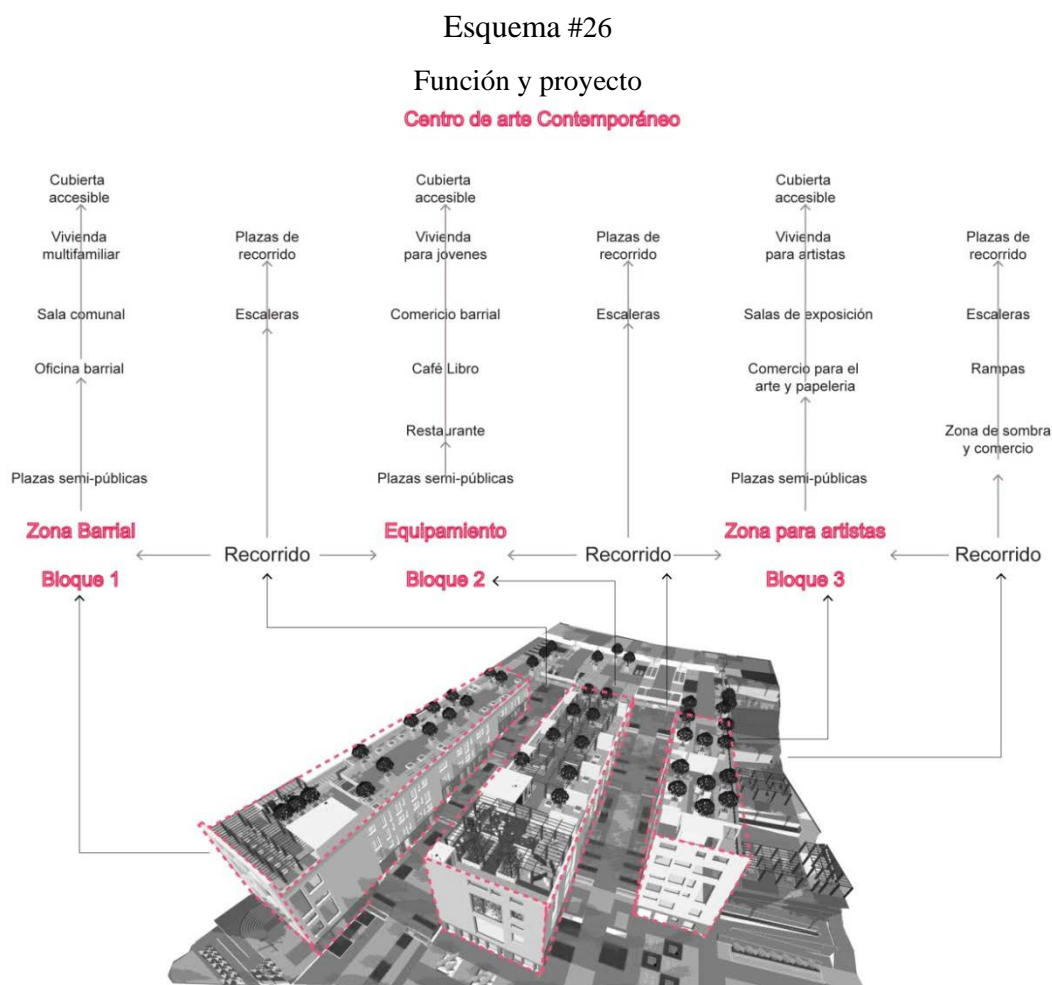 Esquema #26
Función y proyecto
Centro de arte Contemporáneo
Cubierta
accesible
Vivienda
multifamiliar
Sala comunal
Oficina barrial
Plazas semi-públicas
Zona Barrial
Bloque 1
Plazas de
recorrido
Escaleras
Recorrido
Cubierta
accesible
Vivienda
para jovenes
Comericio barrial
Café Libro
Restaurante
Plazas semi-públicas
Equipamiento
Bloque 2
Plazas de
recorrido
Escaleras
Recorrido
Cubierta
accesible
Vivienda
para artistas
Salas de exposición
Comercio para el
arte y papeleria
Plazas semi-públicas
Zona para artistas
Bloque 3
Plazas de
recorrido
Escaleras
Rampas
Zona de sombra
y comercio
Recorrido